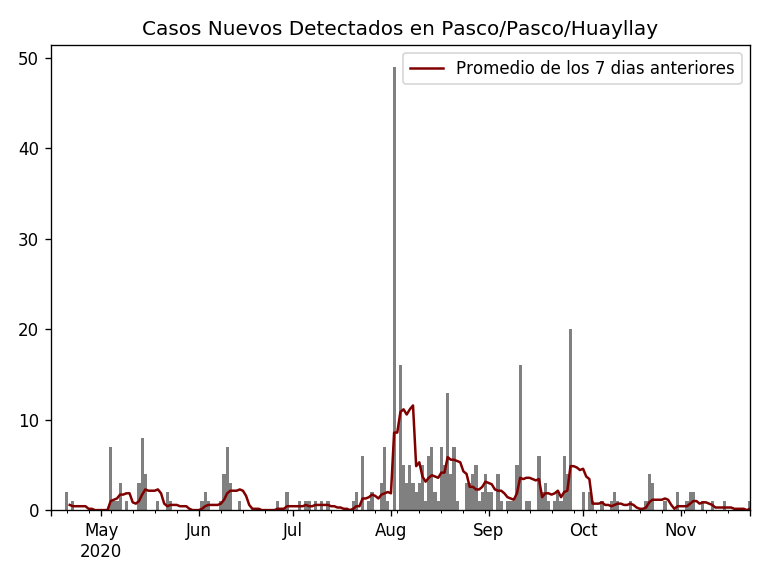 Casos Nuevos Detectados en Pasco/Pasco/Huayllay
Promedio de los 7 dias anteriores
50
40
30
20
10
0
May Jun Jul Aug Sep Oct Nov
2020